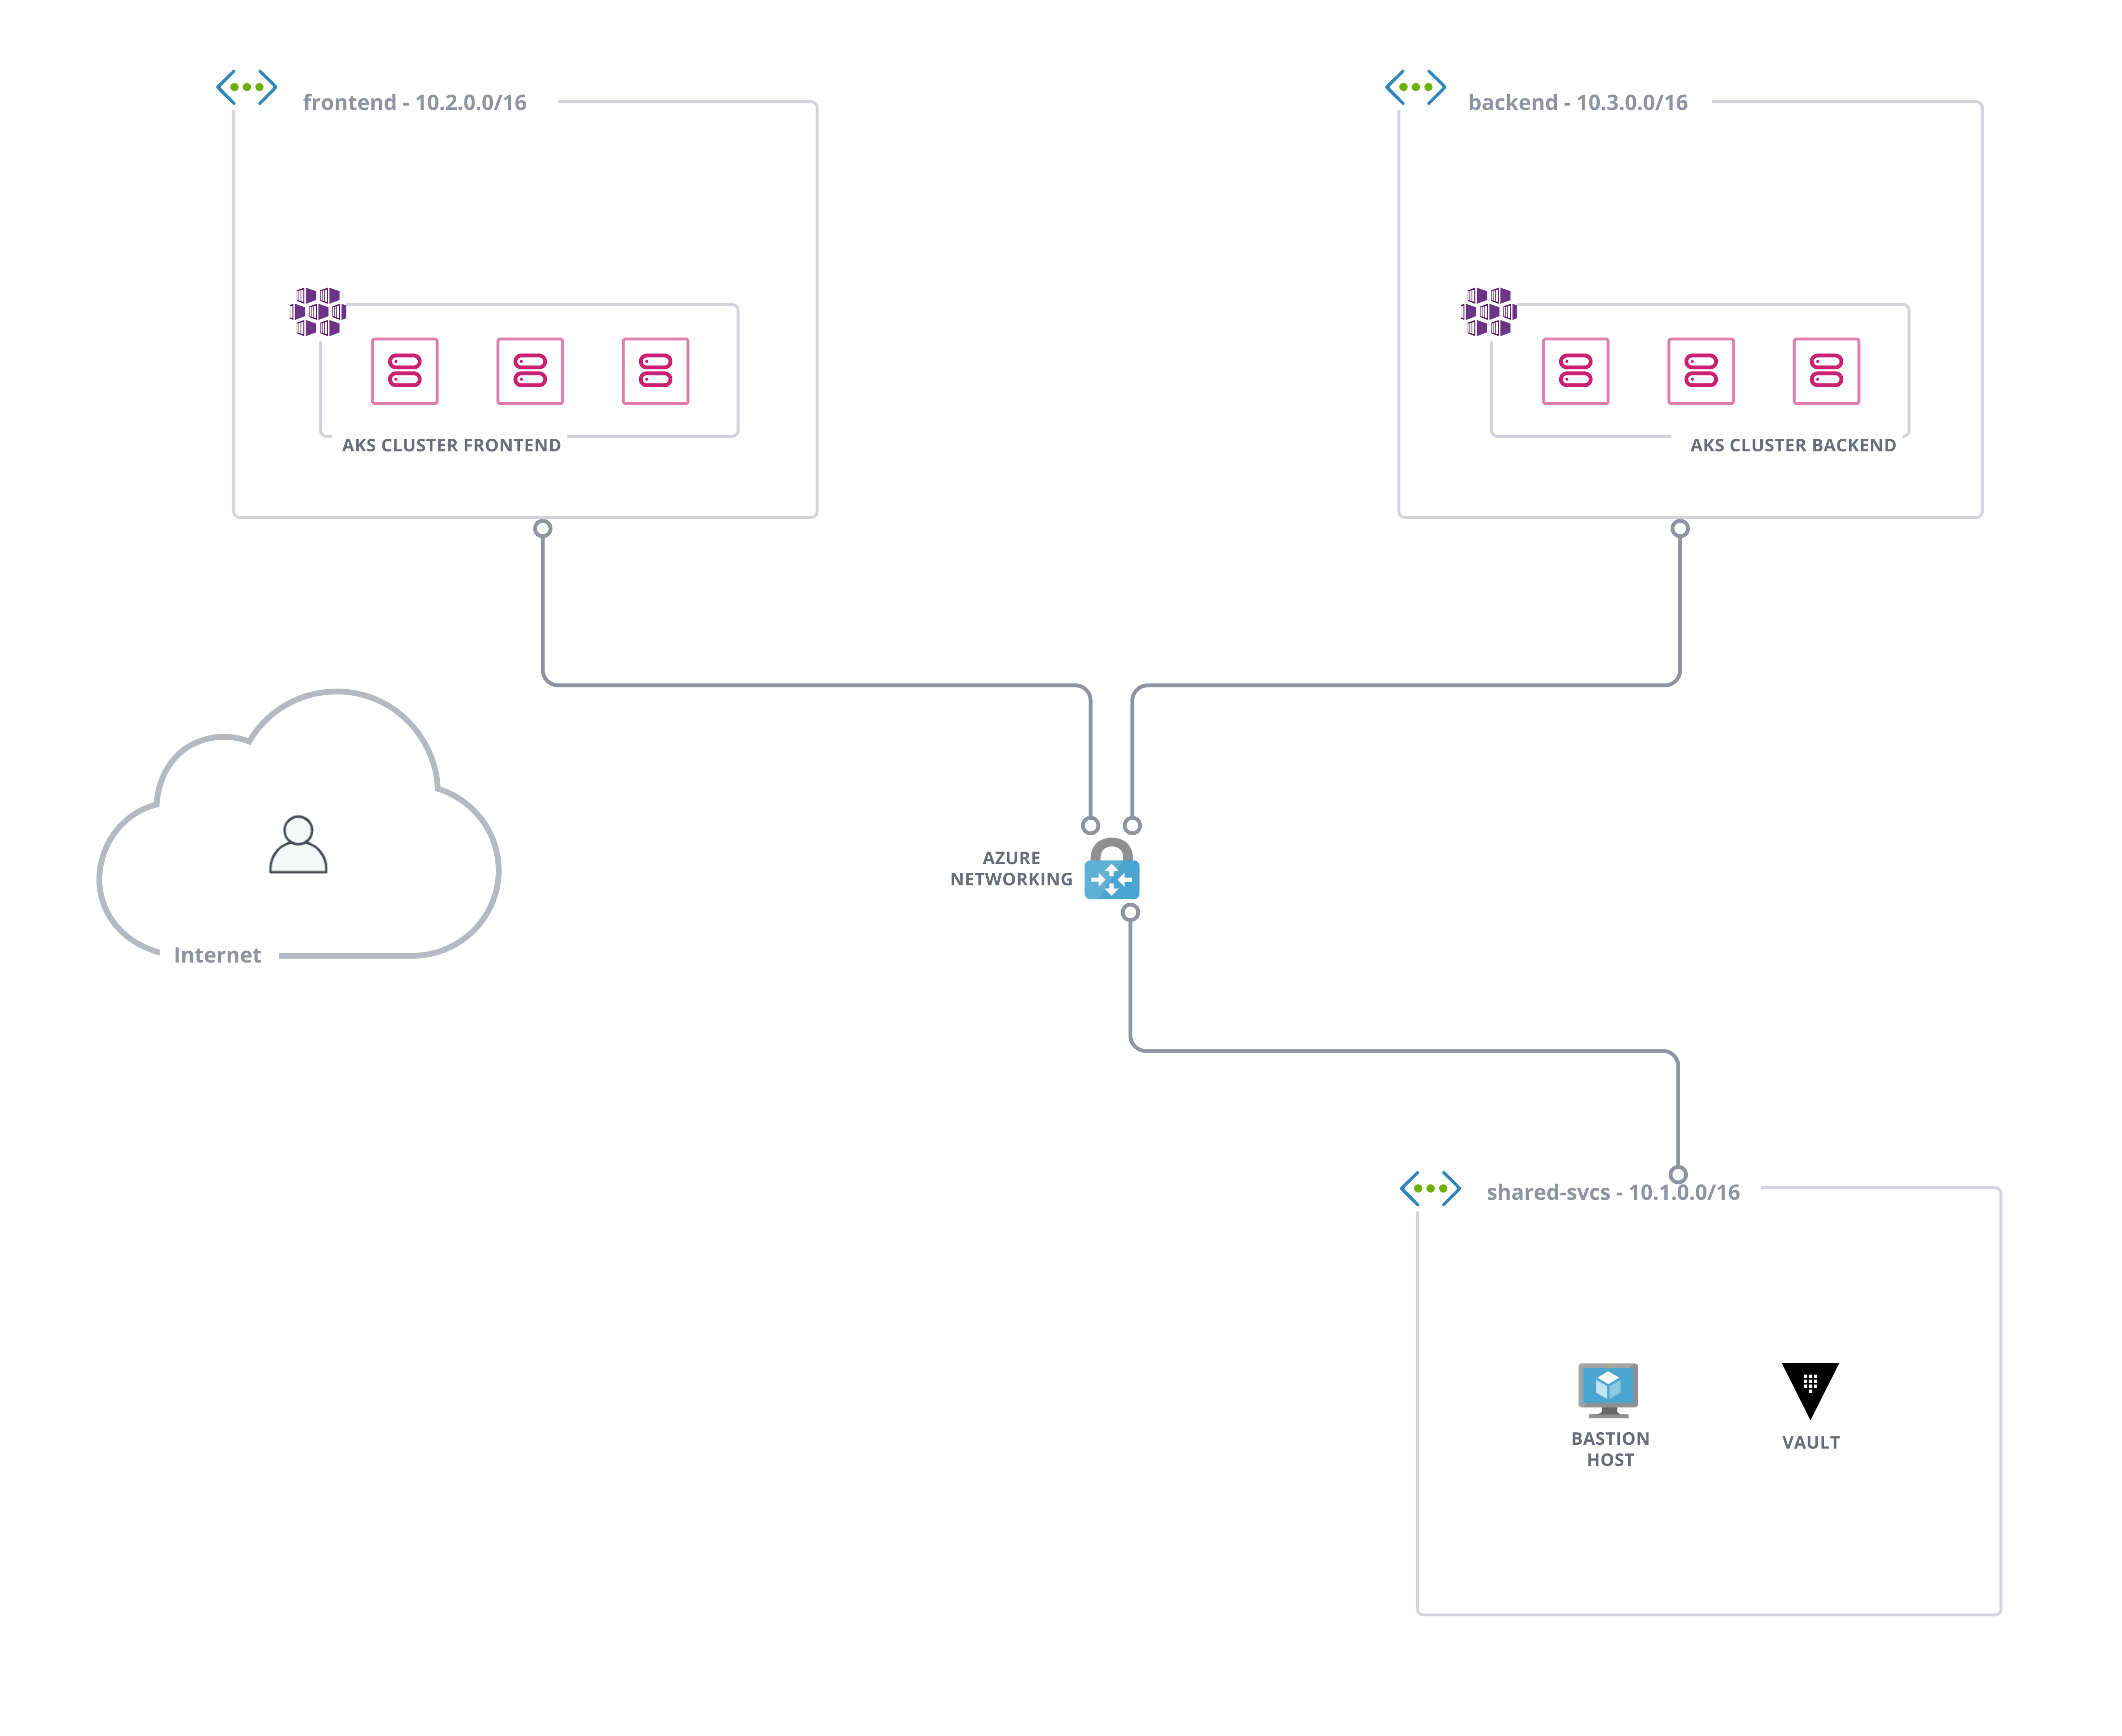 frontend - 10.2.0.0/16
backend - 10.3.0.0/16
AKS CLUSTER FRONTEND
AKS CLUSTER BACKEND
AZURE
NETWORKING
Internet
shared-svcs - 10.1.0.0/16
BASTION
HOST
VAULT